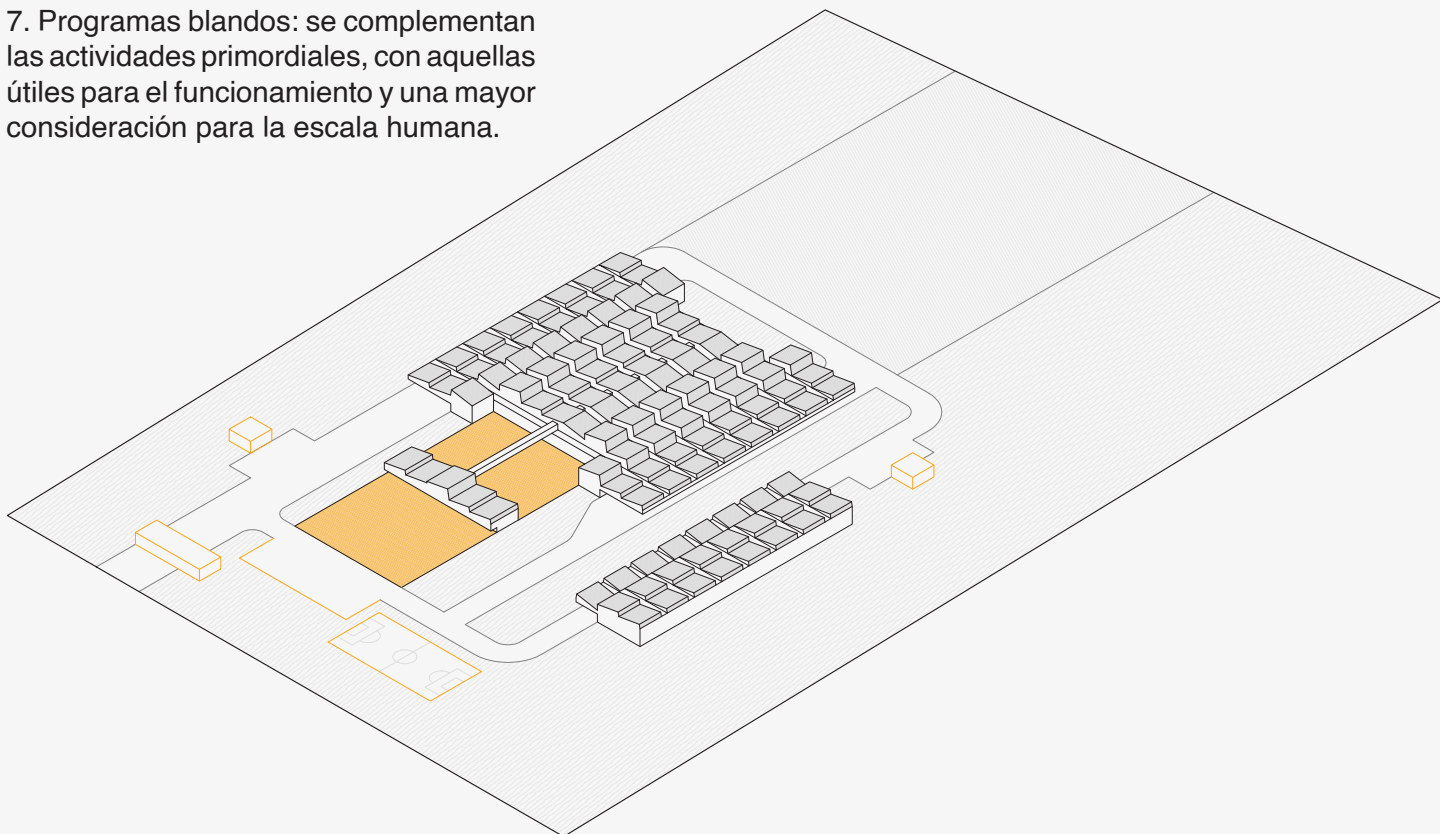 7. Programas blandos: se complementan
las actividades primordiales, con aquellas
útiles para el funcionamiento y una mayor
consideración para la escala humana.